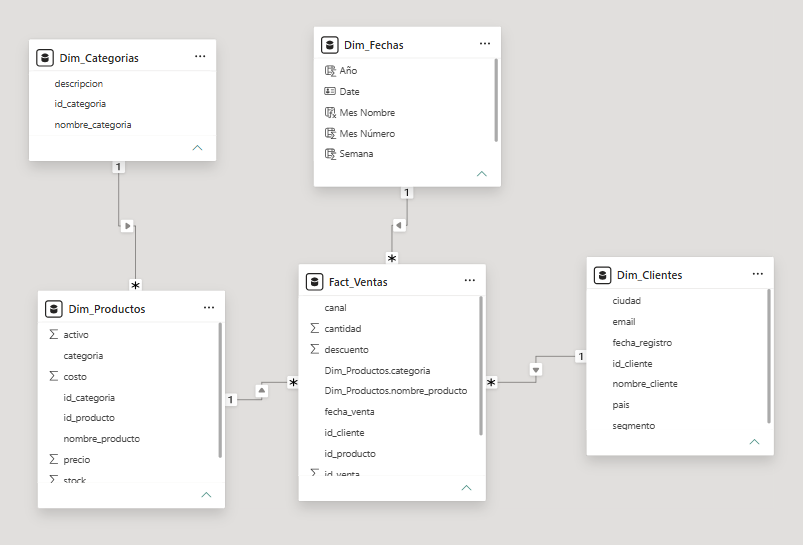 Dim_Categorias
descripcion
id_categoria
nombre_categoria
1
*
Dim_Fechas
Año
Date
Mes Nombre
Mes Número
Semana
1
*
Dim_Productos
activo
categoria
costo
id_categoria
id_producto
nombre_producto
precio
stock
1
*
Fact_Ventas
canal
cantidad
descuento
Dim_Productos.categoria
Dim_Productos.nombre_producto
fecha_venta
id_cliente
id_producto
id_venta
*
1
Dim_Clientes
ciudad
email
fecha_registro
id_cliente
nombre_cliente
pais
segmento